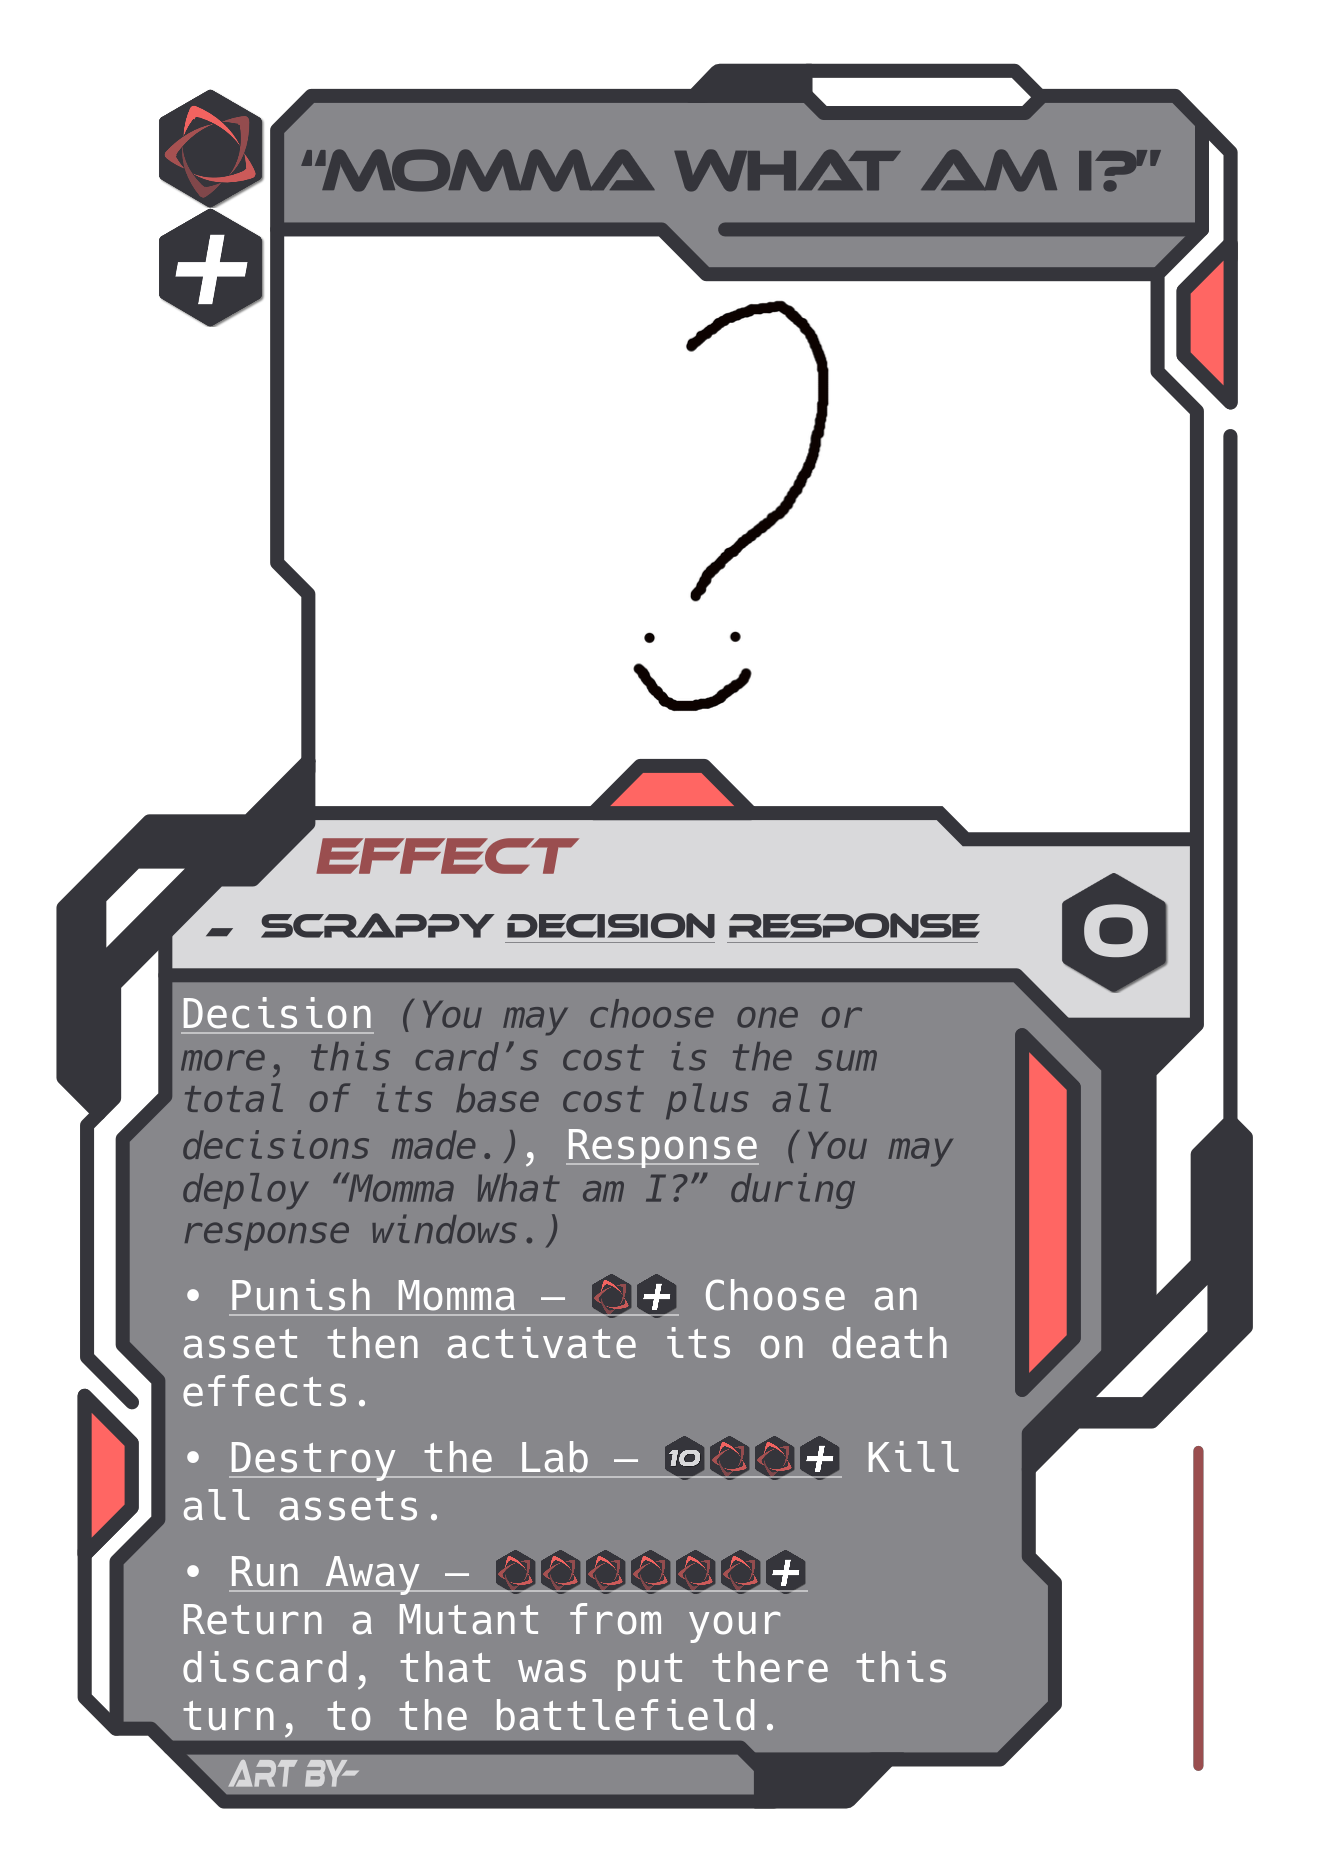 “MOMMA WHAT AM I?”
+
EFFECT
- SCRAPPY DECISION RESPONSE
0
Decision (You may choose one or
more, this card’s cost is the sum
total of its base cost plus all
decisions made.), Response (You may
deploy “Momma What am I?” during
response windows.)
• Punish Momma – + Choose an
asset then activate its on death
effects.
• Destroy the Lab – 10 + Kill
all assets.
• Run Away – +
Return a Mutant from your
discard, that was put there this
turn, to the battlefield.
ART BY-